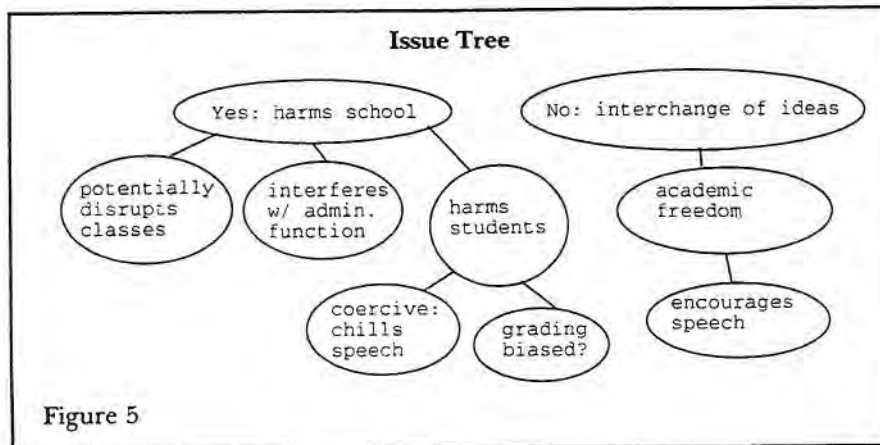 Issue Tree
Yes: harms school
No: interchange of ideas
potentially
disrupts
classes
interferes
w/ admin.
function
harms
students
academic
freedom
coercive:
chills
speech
grading
biased?
encourages
speech
Figure 5